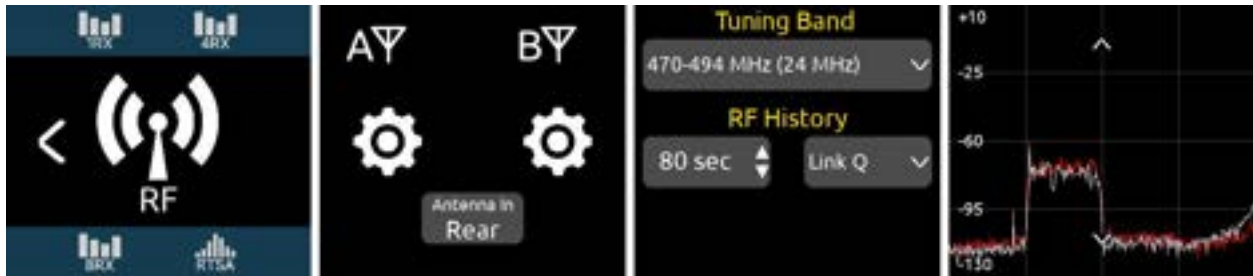 1RX 4RX
RF
8RX RTSA
A B
Antenna In
Rear
Tuning Band
470-494 MHz (24 MHz)
RF History
80 sec Link Q
+10
-25
-60
-95
-130